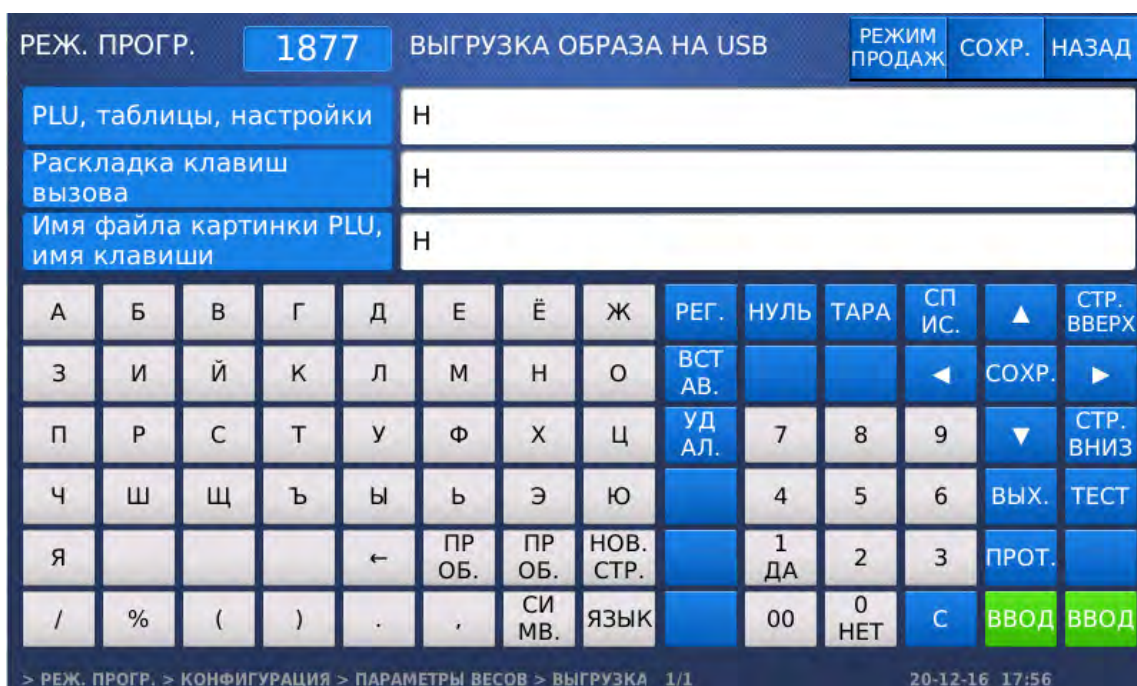 РЕЖ. ПРОГР. 1877 ВЫГРУЗКА ОБРАЗА НА USB РЕЖИМ ПРОДАЖ СОХР. НАЗАД
PLU, таблицы, настройки Н
Раскладка клавиш
вызова Н
Имя файла картинки PLU,
имя клавиши Н
А Б В Г Д Е Ё Ж РЕГ. НУЛЬ ТАРА СП ИС. ▲ СТР. ВВЕРХ
З И Й К Л М Н О ВСТ АВ. ◀ СОХР. ▶
П Р С Т У Ф Х Ц УД АЛ. 7 8 9 ▼ СТР. ВНИЗ
Ч Ш Щ Ъ Ы Ь Э Ю 4 5 6 ВЫХ. ТЕСТ
Я ← ПР ОБ. ПР ОБ. НОВ. СТР. 1 ДА 2 3 ПРОТ.
/ % ( ) . , СИ МВ. ЯЗЫК 00 0 НЕТ С ВВОД ВВОД
> РЕЖ. ПРОГР. > КОНФИГУРАЦИЯ > ПАРАМЕТРЫ ВЕСОВ > ВЫГРУЗКА 1/1 20-12-16 17:56